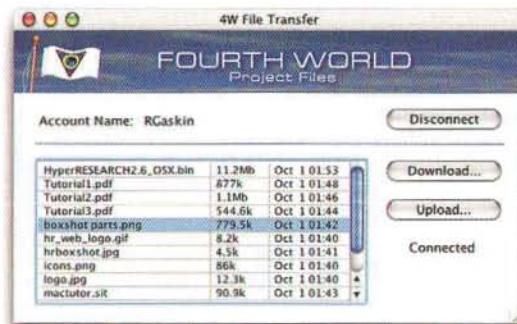 4W File Transfer
FOURTH WORLD
Project Files
Account Name: RGaskin
Disconnect
HyperRESEARCH2.6_OSX.bin 11.2Mb Oct 1 01:53
Tutorial1.pdf 877k Oct 1 01:48
Tutorial2.pdf 1.1Mb Oct 1 01:46
Tutorial3.pdf 544.6k Oct 1 01:44
boxshot parts.png 779.5k Oct 1 01:42
hr_web_logo.gif 8.2k Oct 1 01:40
hrboxshot.jpg 4.5k Oct 1 01:41
icons.png 86k Oct 1 01:40
logo.jpg 12.3k Oct 1 01:40
mactutor.sit 90.9k Oct 1 01:43
Download...
Upload...
Connected